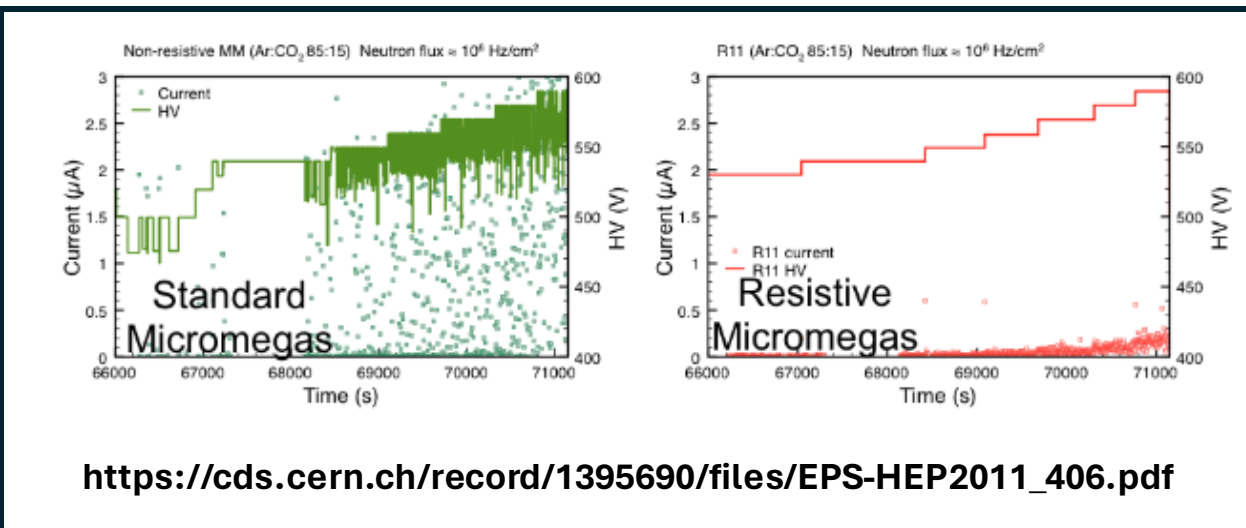 Non-resistive MM (Ar:CO2 85:15) Neutron flux ≈ 10⁶ Hz/cm²
3
2.5
2
1.5
1
0.5
0
Current (µA)
Current
HV
Standard
Micromegas
600
550
500
450
400
HV (V)
66000 67000 68000 69000 70000 71000
Time (s)
R11 (Ar:CO2 85:15) Neutron flux ≈ 10⁶ Hz/cm²
3
2.5
2
1.5
1
0.5
0
Current (µA)
R11 current
R11 HV
Resistive
Micromegas
600
550
500
450
400
HV (V)
66000 67000 68000 69000 70000 71000
Time (s)
https://cds.cern.ch/record/1395690/files/EPS-HEP2011_406.pdf